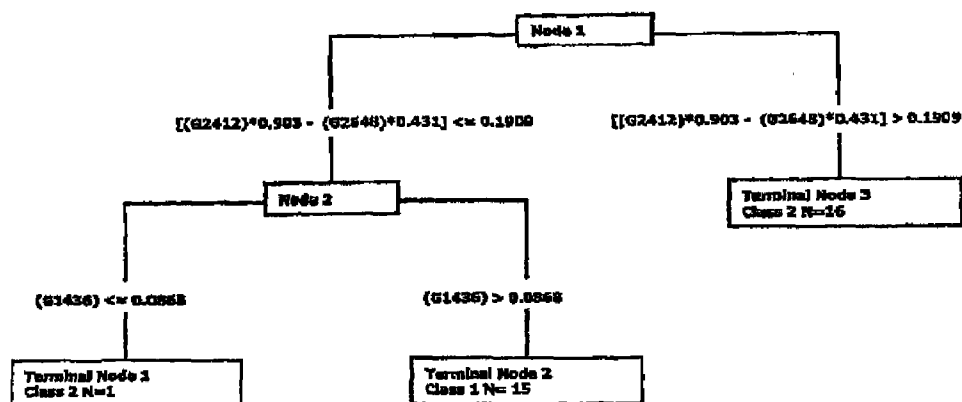 Node 1
[(G2412)*0.903 - (G2648)*0.431] <= 0.1909
[(G2412)*0.903 - (G2648)*0.431] > 0.1909
Node 2
Terminal Node 3
Class 2 N=16
(G1436) <= 0.0868
(G1436) > 0.0868
Terminal Node 1
Class 2 N=1
Terminal Node 2
Class 1 N= 15